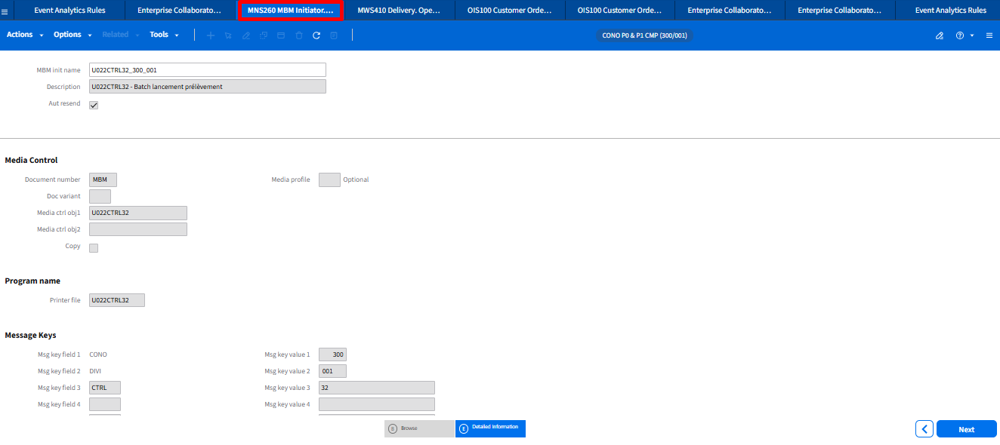 Event Analytics Rules Enterprise Collaborato... MNS260 MBM Initiator.... MWS410 Delivery. Ope... OIS100 Customer Orde... OIS100 Customer Orde... Enterprise Collaborato... Enterprise Collaborato... Event Analytics Rules
Actions Options Related Tools CONO P0 & P1 CMP (300/001)
MBM init name U022CTRL32_300_001
Description U022CTRL32 - Batch lancement prélèvement
Aut resend
Media Control
Document number MBM Media profile Optional
Doc variant
Media ctrl obj1 U022CTRL32
Media ctrl obj2
Copy
Program name
Printer file U022CTRL32
Message Keys
Msg key field 1 CONO Msg key value 1 300
Msg key field 2 DIVI Msg key value 2 001
Msg key field 3 CTRL Msg key value 3 32
Msg key field 4 Msg key value 4
B Browse E Detailed Information Next